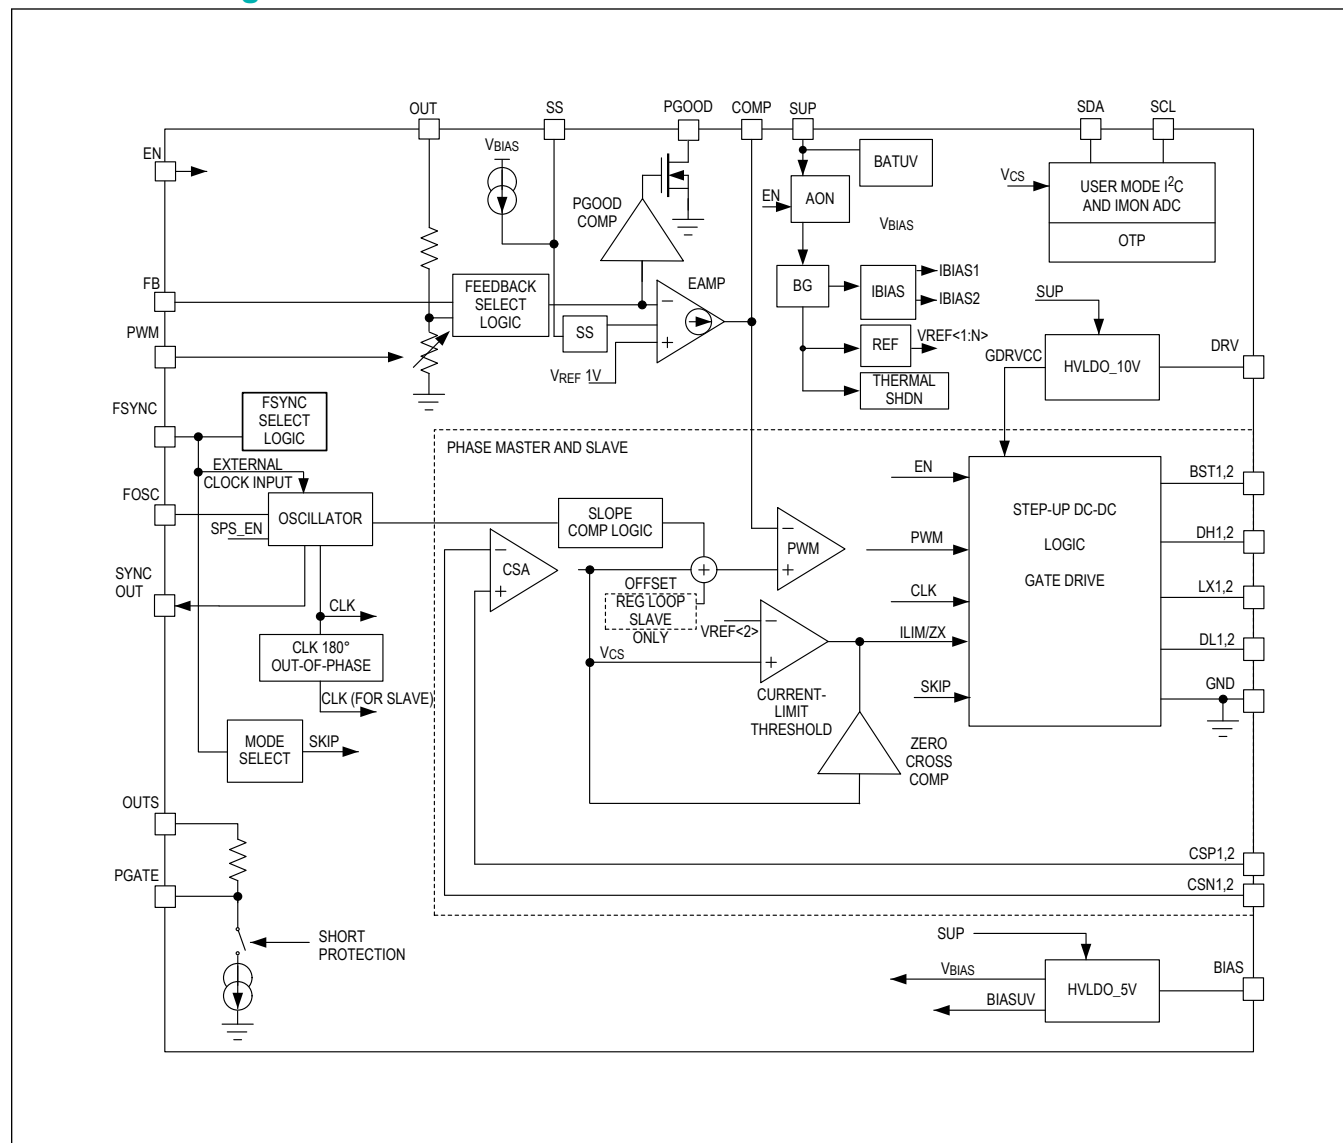 OUT
SS
PGOOD
COMP
SUP
SDA
SCL
EN
VBIAS
PGOOD
COMP
BATUV
EN
AON
VBIAS
VCS
USER MODE I2C
AND IMON ADC
OTP
FB
FEEDBACK
SELECT
LOGIC
EAMP
SS
VREF 1V
BG
IBIAS
IBIAS1
IBIAS2
REF
VREF<1:N>
THERMAL
SHDN
SUP
GDRVCC
HVLDO_10V
DRV
PWM
FSYNC
FSYNC
SELECT
LOGIC
EXTERNAL
CLOCK INPUT
FOSC
OSCILLATOR
SPS_EN
SYNC
OUT
CLK
CLK 180°
OUT-OF-PHASE
CLK (FOR SLAVE)
MODE
SELECT
SKIP
PHASE MASTER AND SLAVE
SLOPE
COMP LOGIC
−
CSA
+
+
OFFSET
REG LOOP
SLAVE
ONLY
−
PWM
+
VREF<2>
−
VCS
+
CURRENT-
LIMIT
THRESHOLD
ZERO
CROSS
COMP
EN
PWM
CLK
ILIM/ZX
SKIP
STEP-UP DC-DC
LOGIC
GATE DRIVE
BST1,2
DH1,2
LX1,2
DL1,2
GND
CSP1,2
CSN1,2
OUTS
PGATE
SHORT
PROTECTION
SUP
VBIAS
BIASUV
HVLDO_5V
BIAS